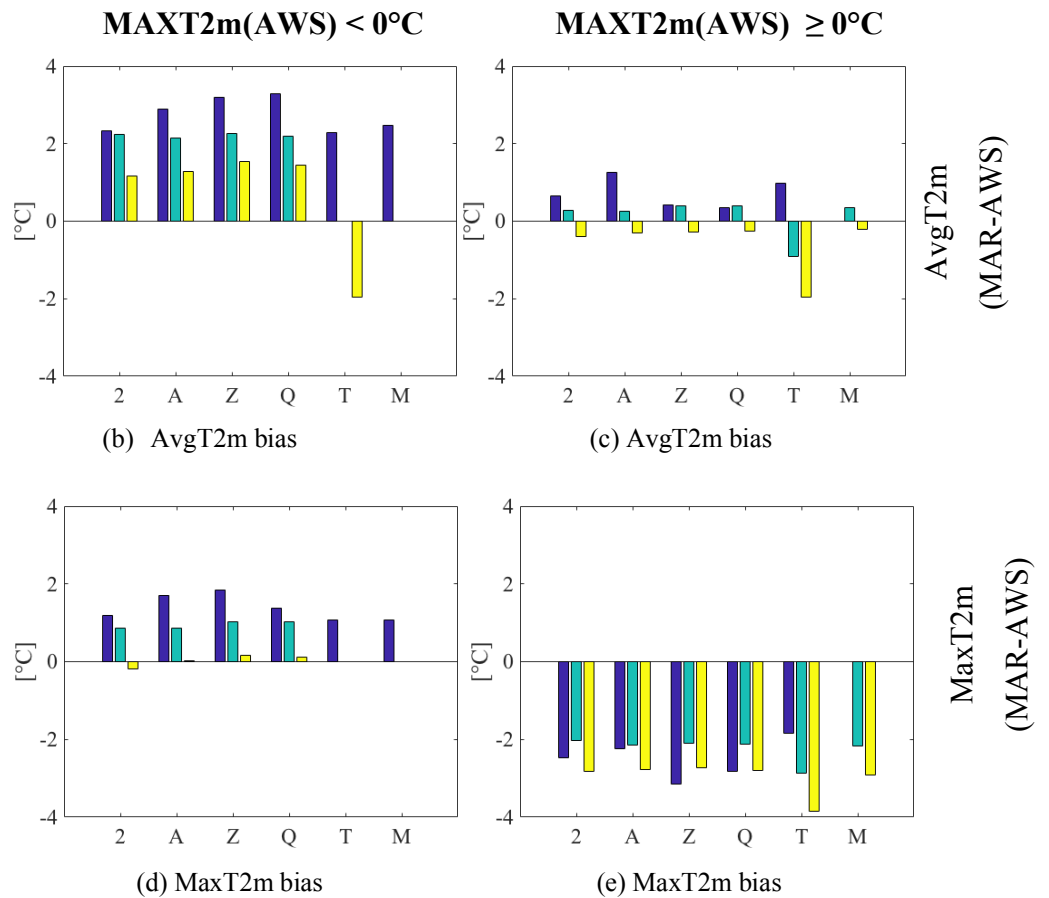 MAXT2m(AWS) < 0°C
MAXT2m(AWS) ≥ 0°C
4
2
0
-2
-4
[°C]
2 A Z Q T M
4
2
0
-2
-4
[°C]
2 A Z Q T M
AvgT2m
(MAR-AWS)
(b) AvgT2m bias
(c) AvgT2m bias
4
2
0
-2
-4
[°C]
2 A Z Q T M
4
2
0
-2
-4
[°C]
2 A Z Q T M
MaxT2m
(MAR-AWS)
(d) MaxT2m bias
(e) MaxT2m bias